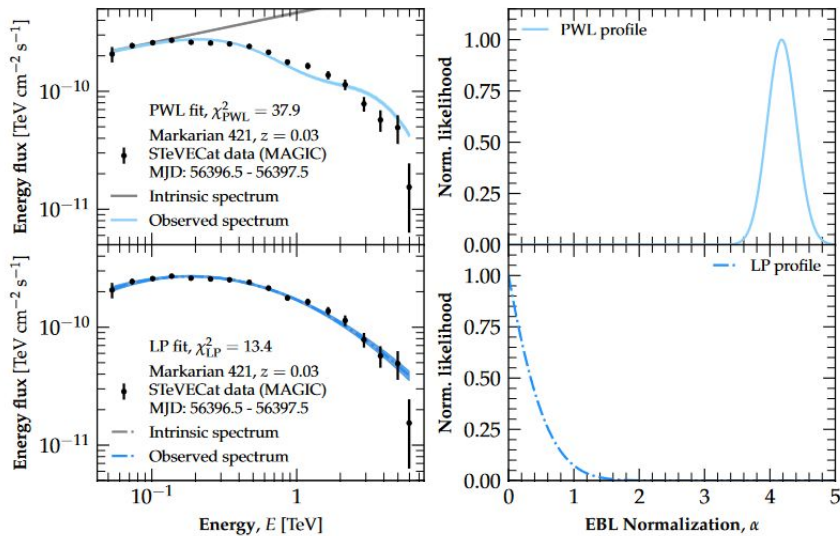 Energy flux [TeV cm−2 s−1]
10−10
10−11
PWL fit, χ2PWL = 37.9
Markarian 421, z = 0.03
STeVECat data (MAGIC)
MJD: 56396.5 - 56397.5
Intrinsic spectrum
Observed spectrum
Norm. likelihood
1.00
0.75
0.50
0.25
0.00
PWL profile
Energy flux [TeV cm−2 s−1]
10−10
10−11
LP fit, χ2LP = 13.4
Markarian 421, z = 0.03
STeVECat data (MAGIC)
MJD: 56396.5 - 56397.5
Intrinsic spectrum
Observed spectrum
10−1 1
Energy, E [TeV]
Norm. likelihood
1.00
0.75
0.50
0.25
0.00
LP profile
0 1 2 3 4 5
EBL Normalization, α